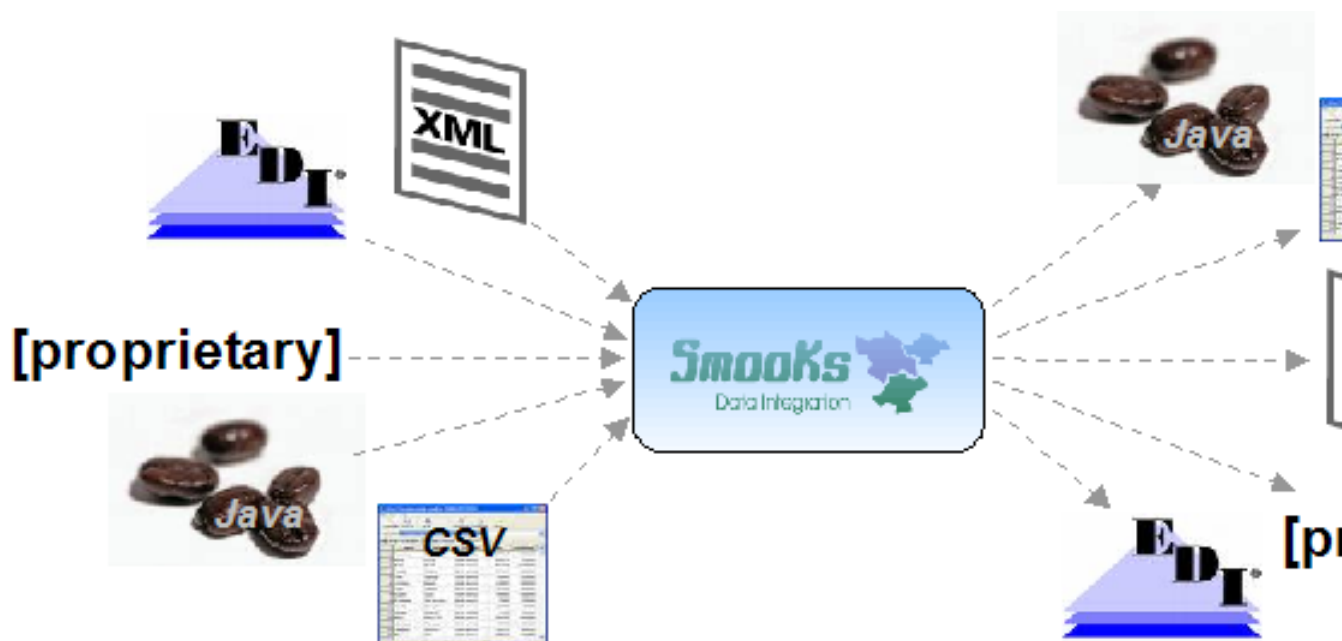 XML
EDI
[proprietary]
Java
CSV
Smooks
Data Integration
Java
[pr
EDI